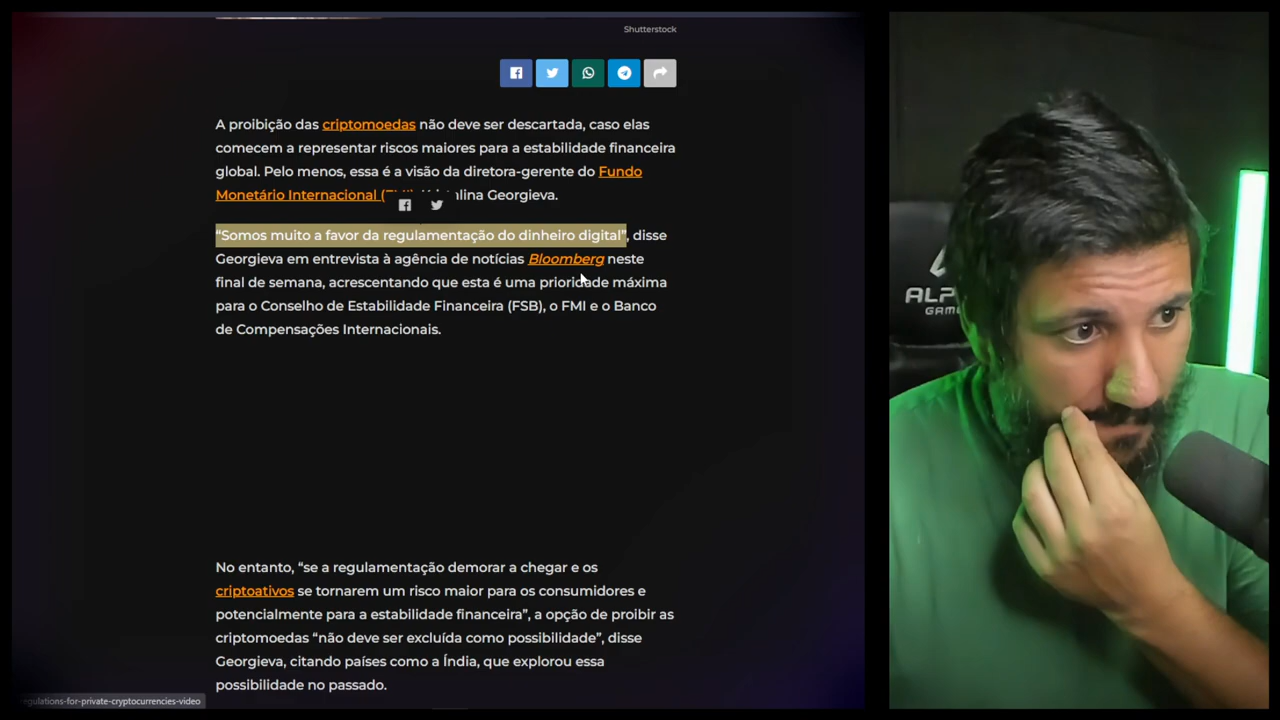 Shutterstock
A proibição das criptomoedas não deve ser descartada, caso elas
comecem a representar riscos maiores para a estabilidade financeira
global. Pelo menos, essa é a visão da diretora-gerente do Fundo
Monetário Internacional ( Georgieva.
“Somos muito a favor da regulamentação do dinheiro digital”, disse
Georgieva em entrevista à agência de notícias Bloomberg neste
final de semana, acrescentando que esta é uma prioridade máxima
para o Conselho de Estabilidade Financeira (FSB), o FMI e o Banco
de Compensações Internacionais.
No entanto, “se a regulamentação demorar a chegar e os
criptoativos se tornarem um risco maior para os consumidores e
potencialmente para a estabilidade financeira”, a opção de proibir as
criptomoedas “não deve ser excluída como possibilidade”, disse
Georgieva, citando países como a Índia, que explorou essa
possibilidade no passado.
egulations-for-private-cryptocurrencies-video